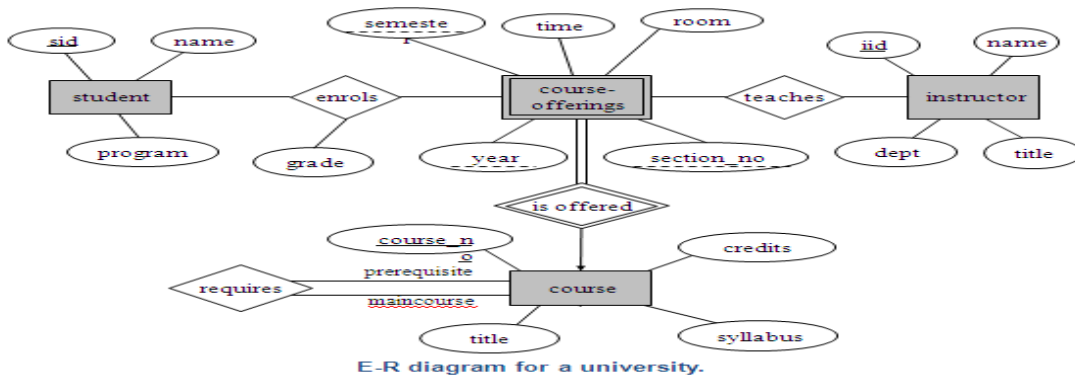 semeste
r
time
room
sid
name
iid
name
student
enrols
course-
offerings
teaches
instructor
program
grade
year
section_no
dept
title
is offered
course_n
o
credits
prerequisite
requires
course
maincourse
title
syllabus
E-R diagram for a university.